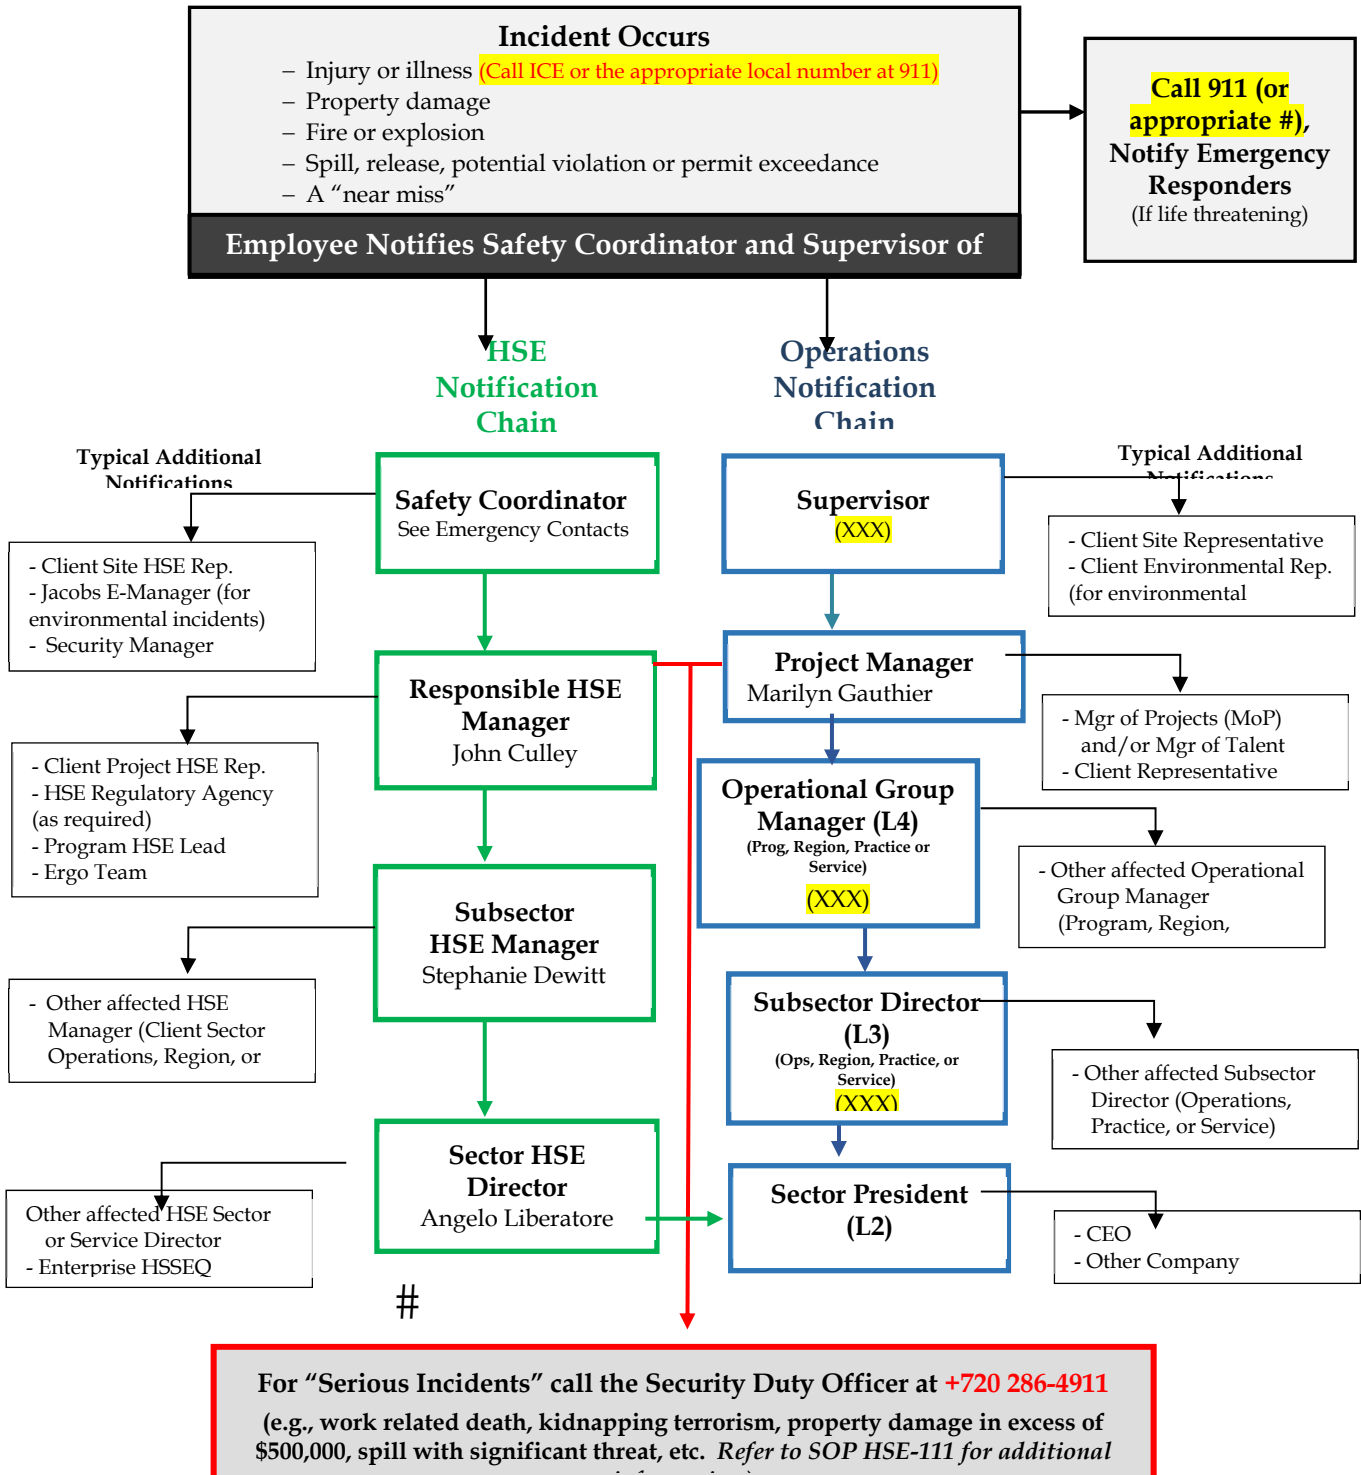 Incident Occurs
– Injury or illness (Call ICE or the appropriate local number at 911)
– Property damage
– Fire or explosion
– Spill, release, potential violation or permit exceedance
– A “near miss”
Employee Notifies Safety Coordinator and Supervisor of
Call 911 (or
appropriate #),
Notify Emergency
Responders
(If life threatening)
HSE
Notification
Chain
Operations
Notification
Chain
Typical Additional
Notifications
Safety Coordinator
See Emergency Contacts
Supervisor
(XXX)
Typical Additional
Notifications
- Client Site HSE Rep.
- Jacobs E-Manager (for
environmental incidents)
- Security Manager
- Client Site Representative
- Client Environmental Rep.
(for environmental
Responsible HSE
Manager
John Culley
Project Manager
Marilyn Gauthier
- Client Project HSE Rep.
- HSE Regulatory Agency
(as required)
- Program HSE Lead
- Ergo Team
- Mgr of Projects (MoP)
and/or Mgr of Talent
- Client Representative
Operational Group
Manager (L4)
(Prog, Region, Practice or
Service)
(XXX)
- Other affected Operational
Group Manager
(Program, Region,
Subsector
HSE Manager
Stephanie Dewitt
Subsector Director
(L3)
(Ops, Region, Practice, or
Service)
(XXX)
- Other affected HSE
Manager (Client Sector
Operations, Region, or
- Other affected Subsector
Director (Operations,
Practice, or Service)
Sector HSE
Director
Angelo Liberatore
Sector President
(L2)
Other affected HSE Sector
or Service Director
- Enterprise HSSEQ
- CEO
- Other Company
#
For “Serious Incidents” call the Security Duty Officer at +720 286-4911
(e.g., work related death, kidnapping terrorism, property damage in excess of
$500,000, spill with significant threat, etc. Refer to SOP HSE-111 for additional